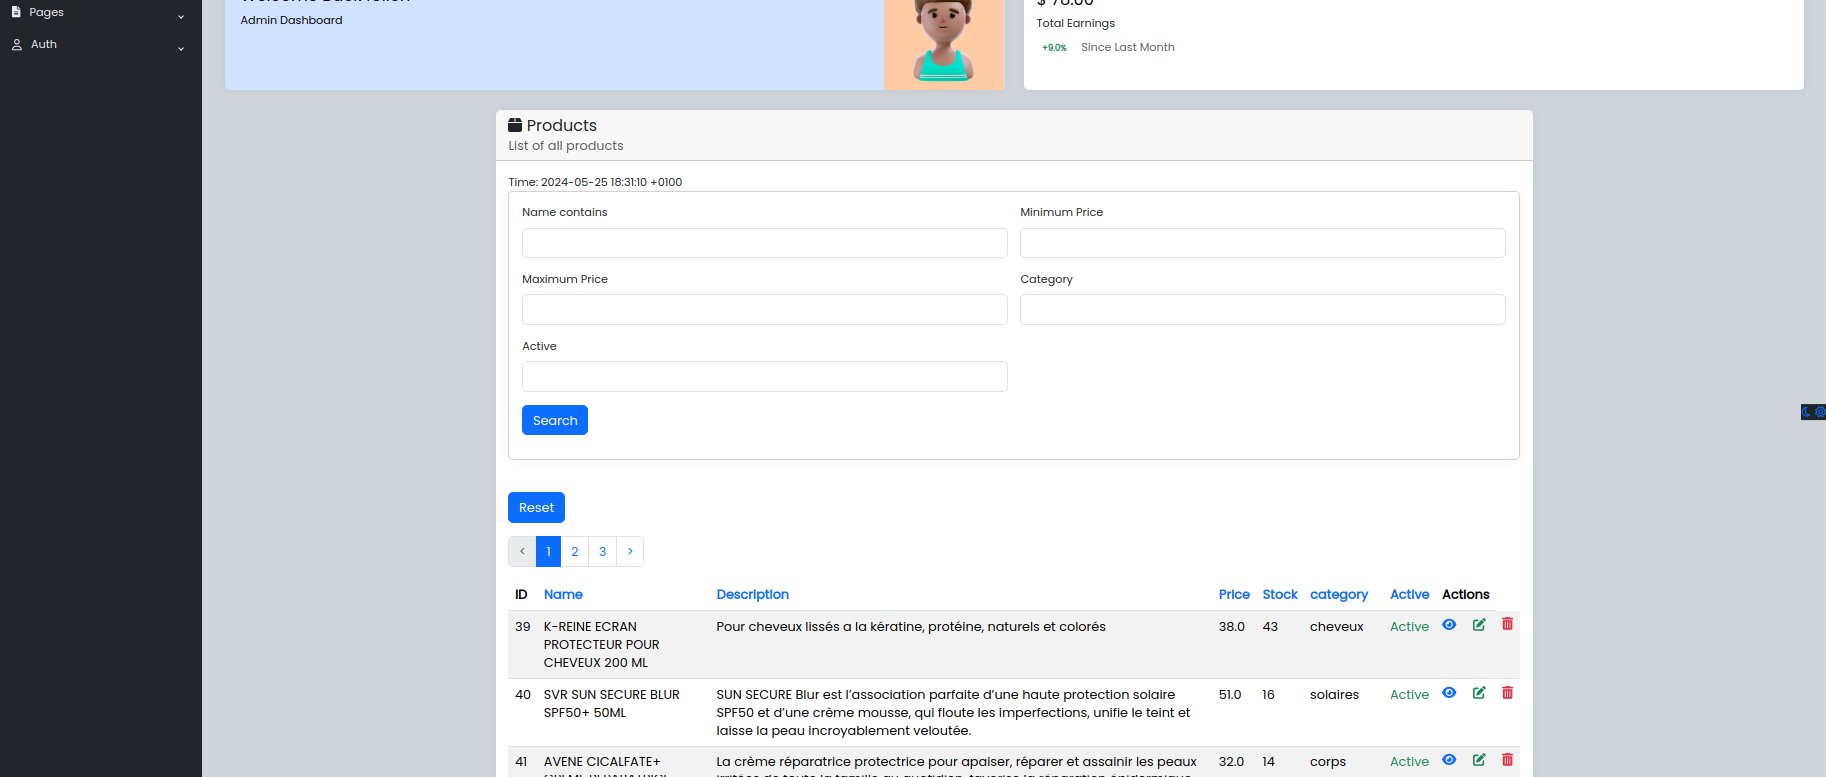 Pages
Auth
Admin Dashboard
Total Earnings
+9.0% Since Last Month
Products
List of all products
Time: 2024-05-25 18:31:10 +0100
Name contains
Minimum Price
Maximum Price
Category
Active
Search
Reset
< 1 2 3 >
ID Name Description Price Stock category Active Actions
39 K-REINE ECRAN Pour cheveux lissés a la kératine, protéine, naturels et colorés 38.0 43 cheveux Active
PROTECTEUR POUR
CHEVEUX 200 ML
40 SVR SUN SECURE BLUR SUN SECURE Blur est l’association parfaite d’une haute protection solaire 51.0 16 solaires Active
SPF50+ 50ML SPF50 et d’une crème mousse, qui floute les imperfections, unifie le teint et
laisse la peau incroyablement veloutée.
41 AVENE CICALFATE+ La crème réparatrice protectrice pour apaiser, réparer et assainir les peaux 32.0 14 corps Active